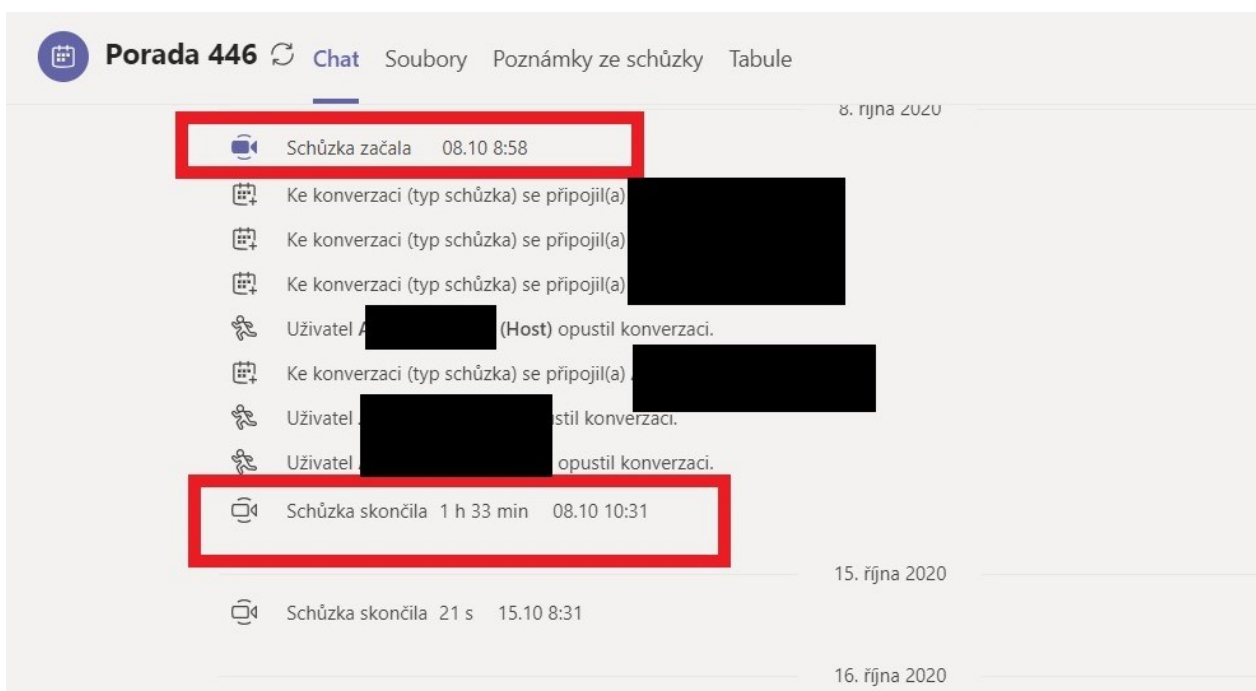 Porada 446 Chat Soubory Poznámky ze schůzky Tabule
8. října 2020
Schůzka začala 08.10 8:58
Ke konverzaci (typ schůzka) se připojil(a)
Ke konverzaci (typ schůzka) se připojil(a)
Ke konverzaci (typ schůzka) se připojil(a)
Uživatel (Host) opustil konverzaci.
Ke konverzaci (typ schůzka) se připojil(a)
Uživatel konverzaci.
Uživatel opustil konverzaci.
Schůzka skončila 1 h 33 min 08.10 10:31
15. října 2020
Schůzka skončila 21 s 15.10 8:31
16. října 2020